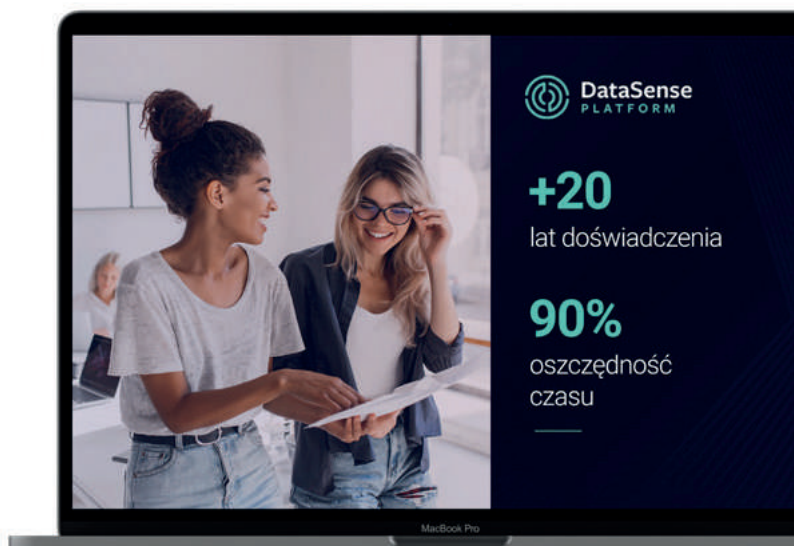 DataSense
PLATFORM
+20
lat doświadczenia
90%
oszczędność
czasu
MacBook Pro